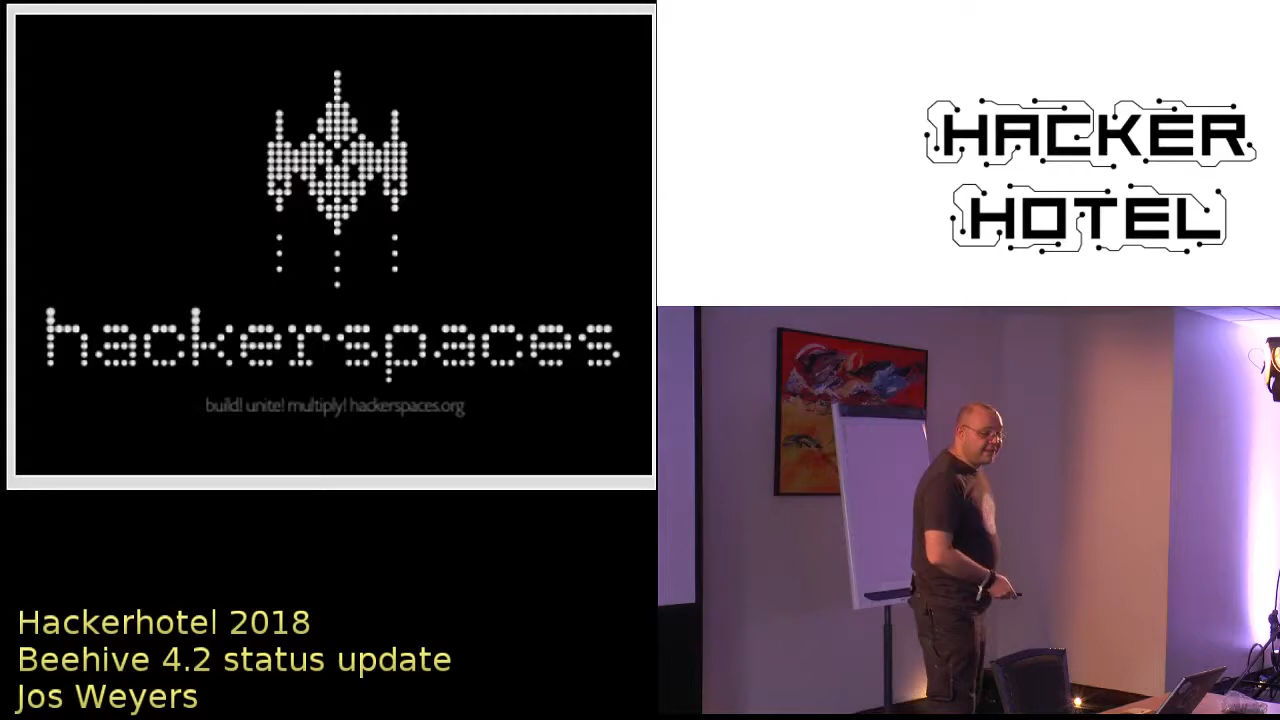 hackerspaces
build! unite! multiply! hackerspaces.org
HACKER
HOTEL
Hackerhotel 2018
Beehive 4.2 status update
Jos Weyers